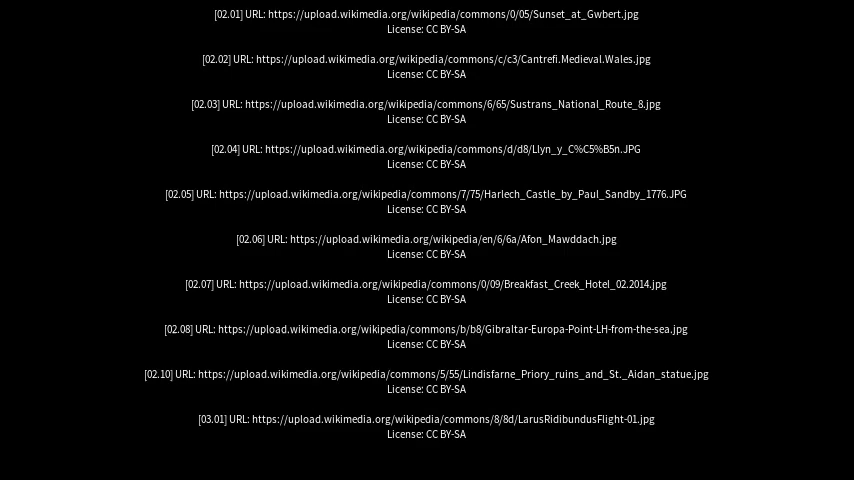 [02.01] URL: https://upload.wikimedia.org/wikipedia/commons/0/05/Sunset_at_Gwbert.jpg
License: CC BY-SA
[02.02] URL: https://upload.wikimedia.org/wikipedia/commons/c/c3/Cantrefi.Medieval.Wales.jpg
License: CC BY-SA
[02.03] URL: https://upload.wikimedia.org/wikipedia/commons/6/65/Sustrans_National_Route_8.jpg
License: CC BY-SA
[02.04] URL: https://upload.wikimedia.org/wikipedia/commons/d/d8/Llyn_y_C%C5%B5n.JPG
License: CC BY-SA
[02.05] URL: https://upload.wikimedia.org/wikipedia/commons/7/75/Harlech_Castle_by_Paul_Sandby_1776.JPG
License: CC BY-SA
[02.06] URL: https://upload.wikimedia.org/wikipedia/en/6/6a/Afon_Mawddach.jpg
License: CC BY-SA
[02.07] URL: https://upload.wikimedia.org/wikipedia/commons/0/09/Breakfast_Creek_Hotel_02.2014.jpg
License: CC BY-SA
[02.08] URL: https://upload.wikimedia.org/wikipedia/commons/b/b8/Gibraltar-Europa-Point-LH-from-the-sea.jpg
License: CC BY-SA
[02.10] URL: https://upload.wikimedia.org/wikipedia/commons/5/55/Lindisfarne_Priory_ruins_and_St._Aidan_statue.jpg
License: CC BY-SA
[03.01] URL: https://upload.wikimedia.org/wikipedia/commons/8/8d/LarusRidibundusFlight-01.jpg
License: CC BY-SA